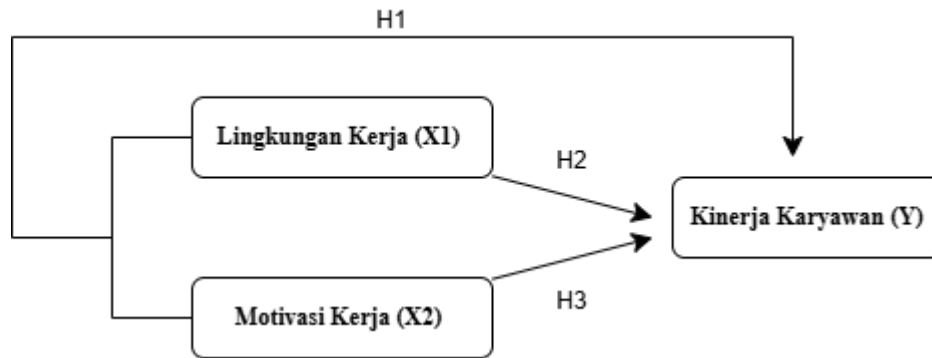 H1
Lingkungan Kerja (X1)
H2
Kinerja Karyawan (Y)
Motivasi Kerja (X2)
H3